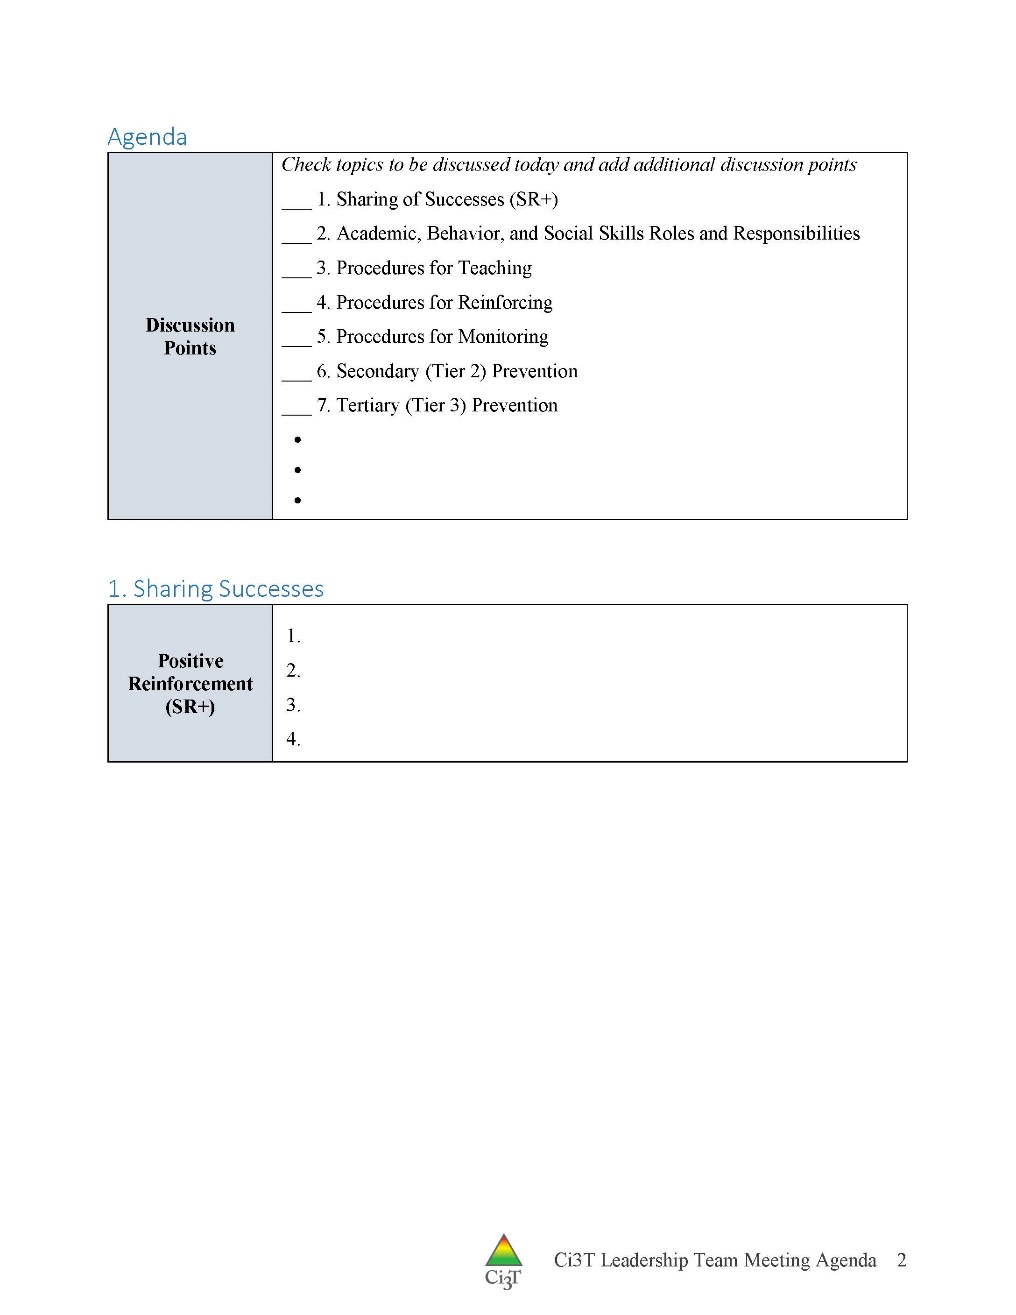 Agenda
Check topics to be discussed today and add additional discussion points
___ 1. Sharing of Successes (SR+)
___ 2. Academic, Behavior, and Social Skills Roles and Responsibilities
___ 3. Procedures for Teaching
___ 4. Procedures for Reinforcing
Discussion
Points
___ 5. Procedures for Monitoring
___ 6. Secondary (Tier 2) Prevention
___ 7. Tertiary (Tier 3) Prevention
•
•
•
1. Sharing Successes
Positive
Reinforcement
(SR+)
1.
2.
3.
4.
Ci3T
Ci3T Leadership Team Meeting Agenda 2